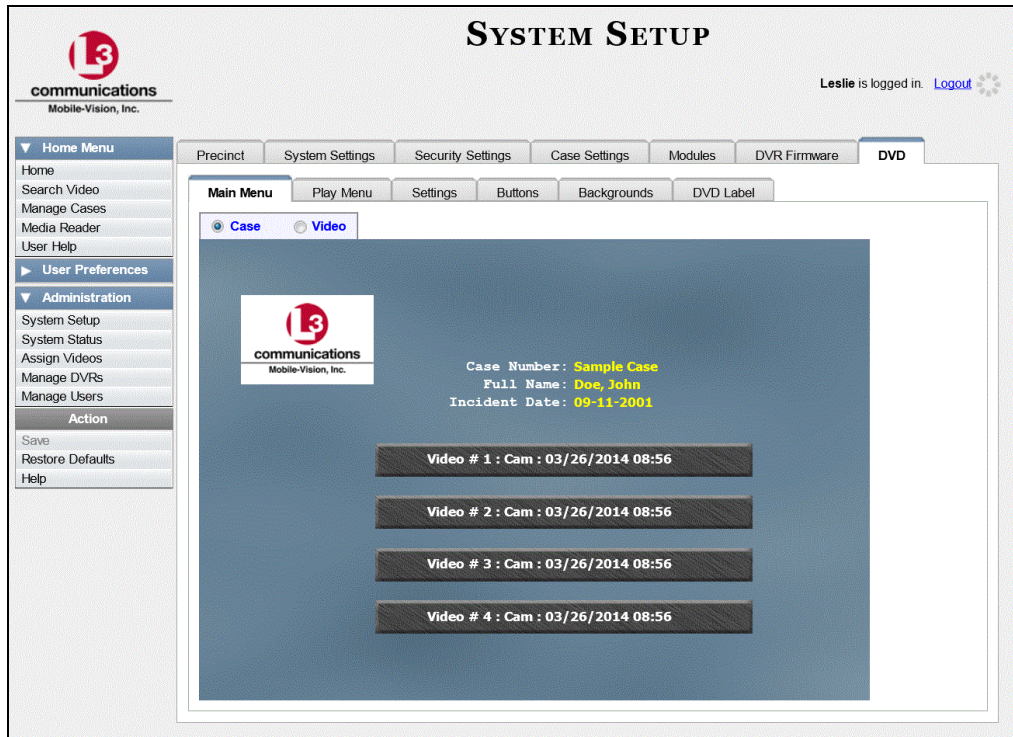 SYSTEM SETUP
L3
communications
Mobile-Vision, Inc.
Leslie is logged in. Logout
Home Menu
Home
Search Video
Manage Cases
Media Reader
User Help
User Preferences
Administration
System Setup
System Status
Assign Videos
Manage DVRs
Manage Users
Action
Save
Restore Defaults
Help
Precinct System Settings Security Settings Case Settings Modules DVR Firmware DVD
Main Menu Play Menu Settings Buttons Backgrounds DVD Label
Case Video
L3
communications
Mobile-Vision, Inc.
Case Number: Sample Case
Full Name: Doe, John
Incident Date: 09-11-2001
Video # 1 : Cam : 03/26/2014 08:56
Video # 2 : Cam : 03/26/2014 08:56
Video # 3 : Cam : 03/26/2014 08:56
Video # 4 : Cam : 03/26/2014 08:56